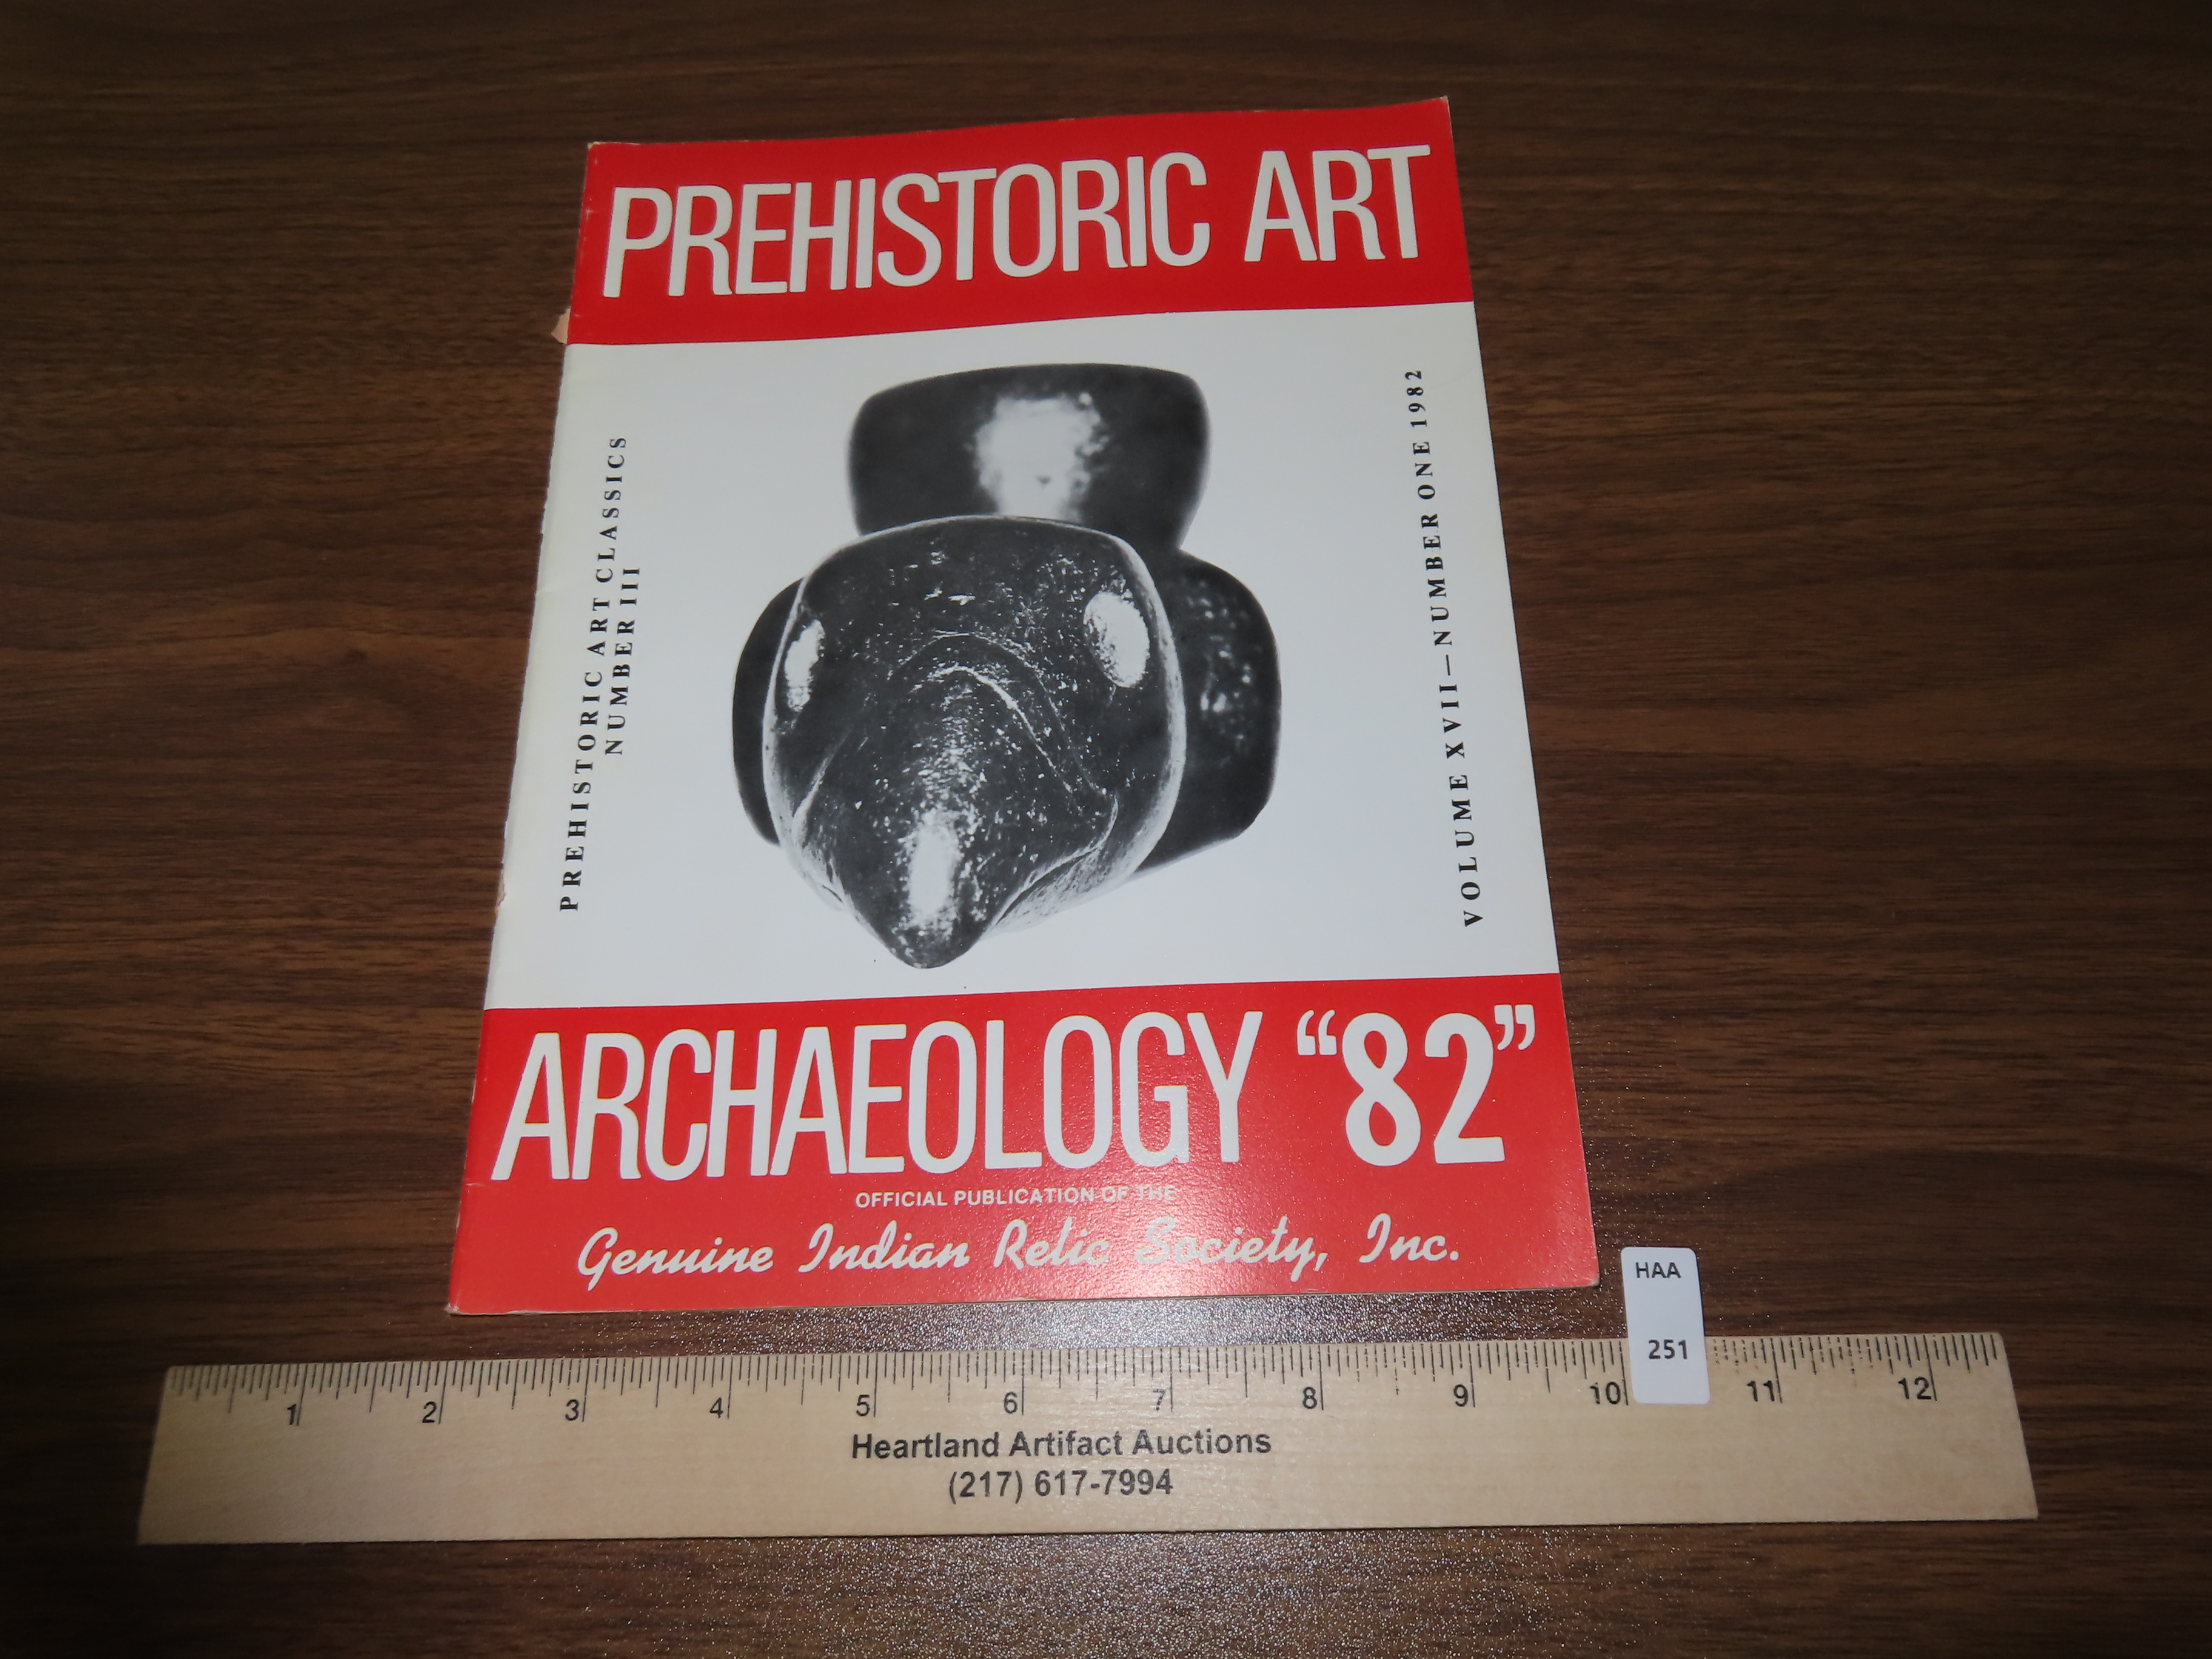 PREHISTORIC ART
PREHISTORIC ART CLASSICS
NUMBER III
VOLUME XVII—NUMBER ONE 1982
ARCHAEOLOGY “82”
OFFICIAL PUBLICATION OF THE
Genuine Indian Relic Society, Inc.
HAA
251
1 2 3 4 5 6 7 8 9 10 11 12
Heartland Artifact Auctions
(217) 617-7994